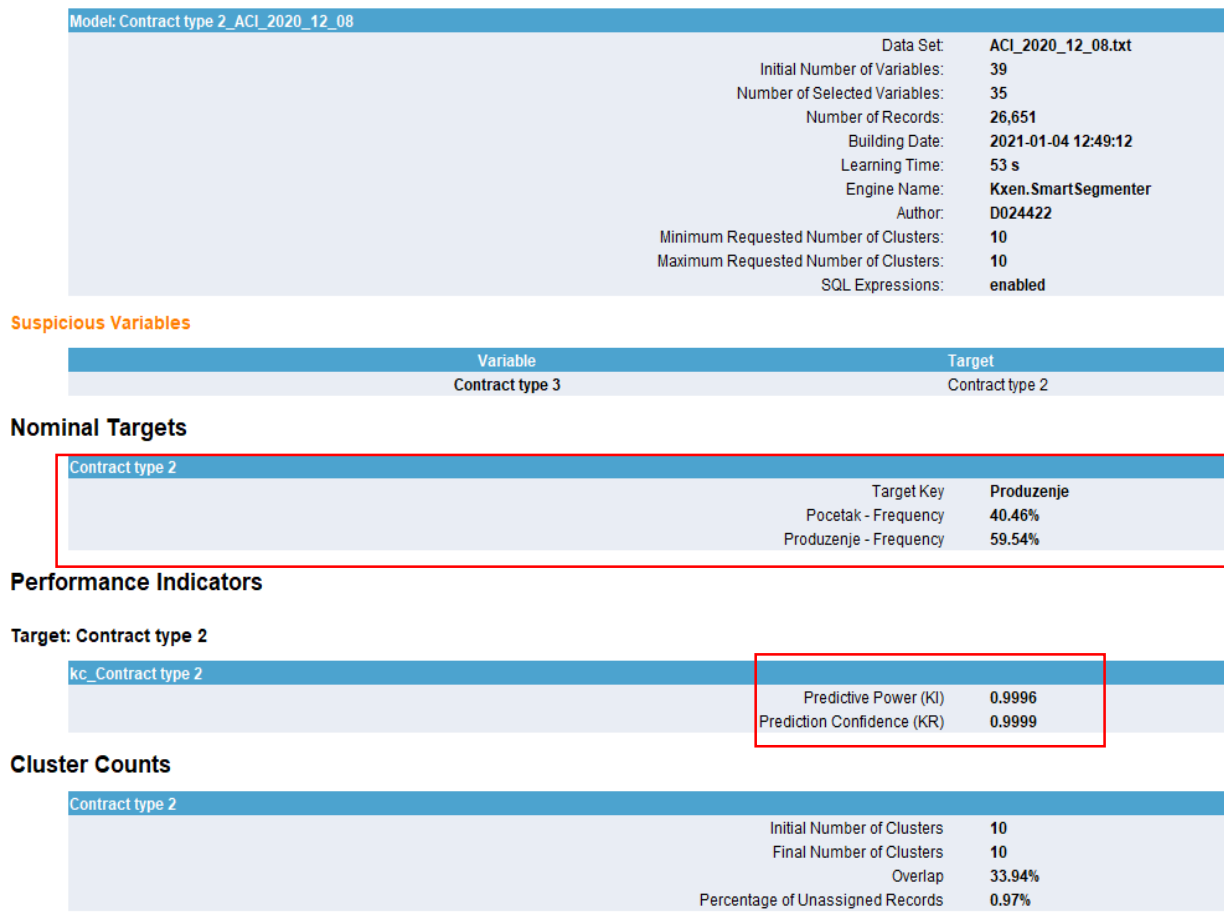 Model: Contract type 2_ACI_2020_12_08
Data Set: ACI_2020_12_08.txt
Initial Number of Variables: 39
Number of Selected Variables: 35
Number of Records: 26,651
Building Date: 2021-01-04 12:49:12
Learning Time: 53 s
Engine Name: Kxen.SmartSegmenter
Author: D024422
Minimum Requested Number of Clusters: 10
Maximum Requested Number of Clusters: 10
SQL Expressions: enabled
Suspicious Variables
Variable Target
Contract type 3 Contract type 2
Nominal Targets
Contract type 2
Target Key Produzenje
Pocetak - Frequency 40.46%
Produzenje - Frequency 59.54%
Performance Indicators
Target: Contract type 2
kc_Contract type 2
Predictive Power (KI) 0.9996
Prediction Confidence (KR) 0.9999
Cluster Counts
Contract type 2
Initial Number of Clusters 10
Final Number of Clusters 10
Overlap 33.94%
Percentage of Unassigned Records 0.97%